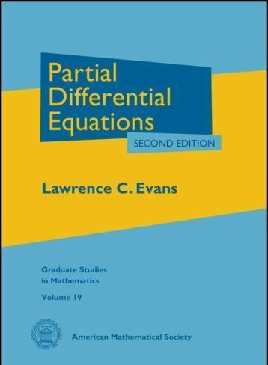 Partial
Differential
Equations
SECOND EDITION
Lawrence C. Evans
Graduate Studies
in Mathematics
Volume 19
American Mathematical Society